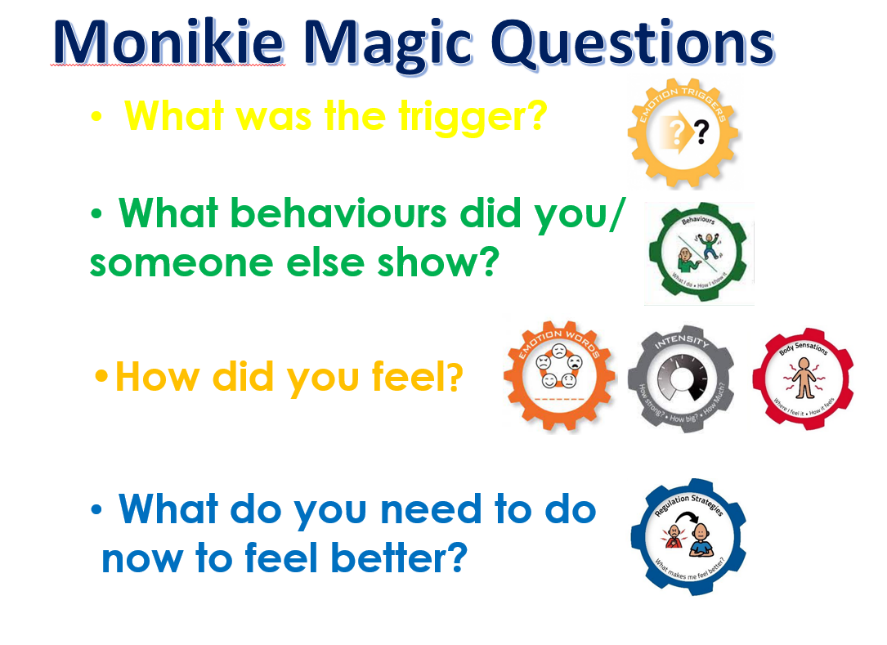 Monikie Magic Questions
• What was the trigger?
EMOTION TRIGGERS
? ?
• What behaviours did you/
someone else show?
Behaviours
What I do • How I show it
•How did you feel?
EMOTION WORDS
INTENSITY
How strong? • How big? • How Much?
Body Sensations
Where I feel it • How it feels
• What do you need to do
now to feel better?
Regulation Strategies
What makes me feel better?